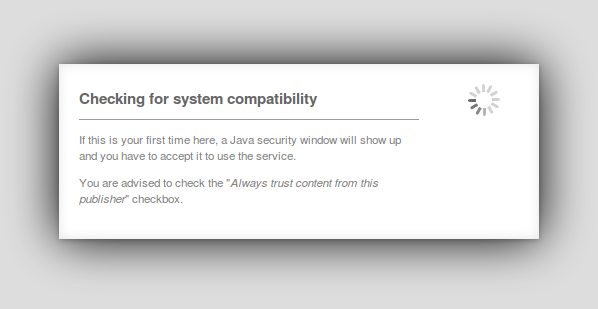 Checking for system compatibility
If this is your first time here, a Java security window will show up
and you have to accept it to use the service.
You are advised to check the "Always trust content from this
publisher" checkbox.